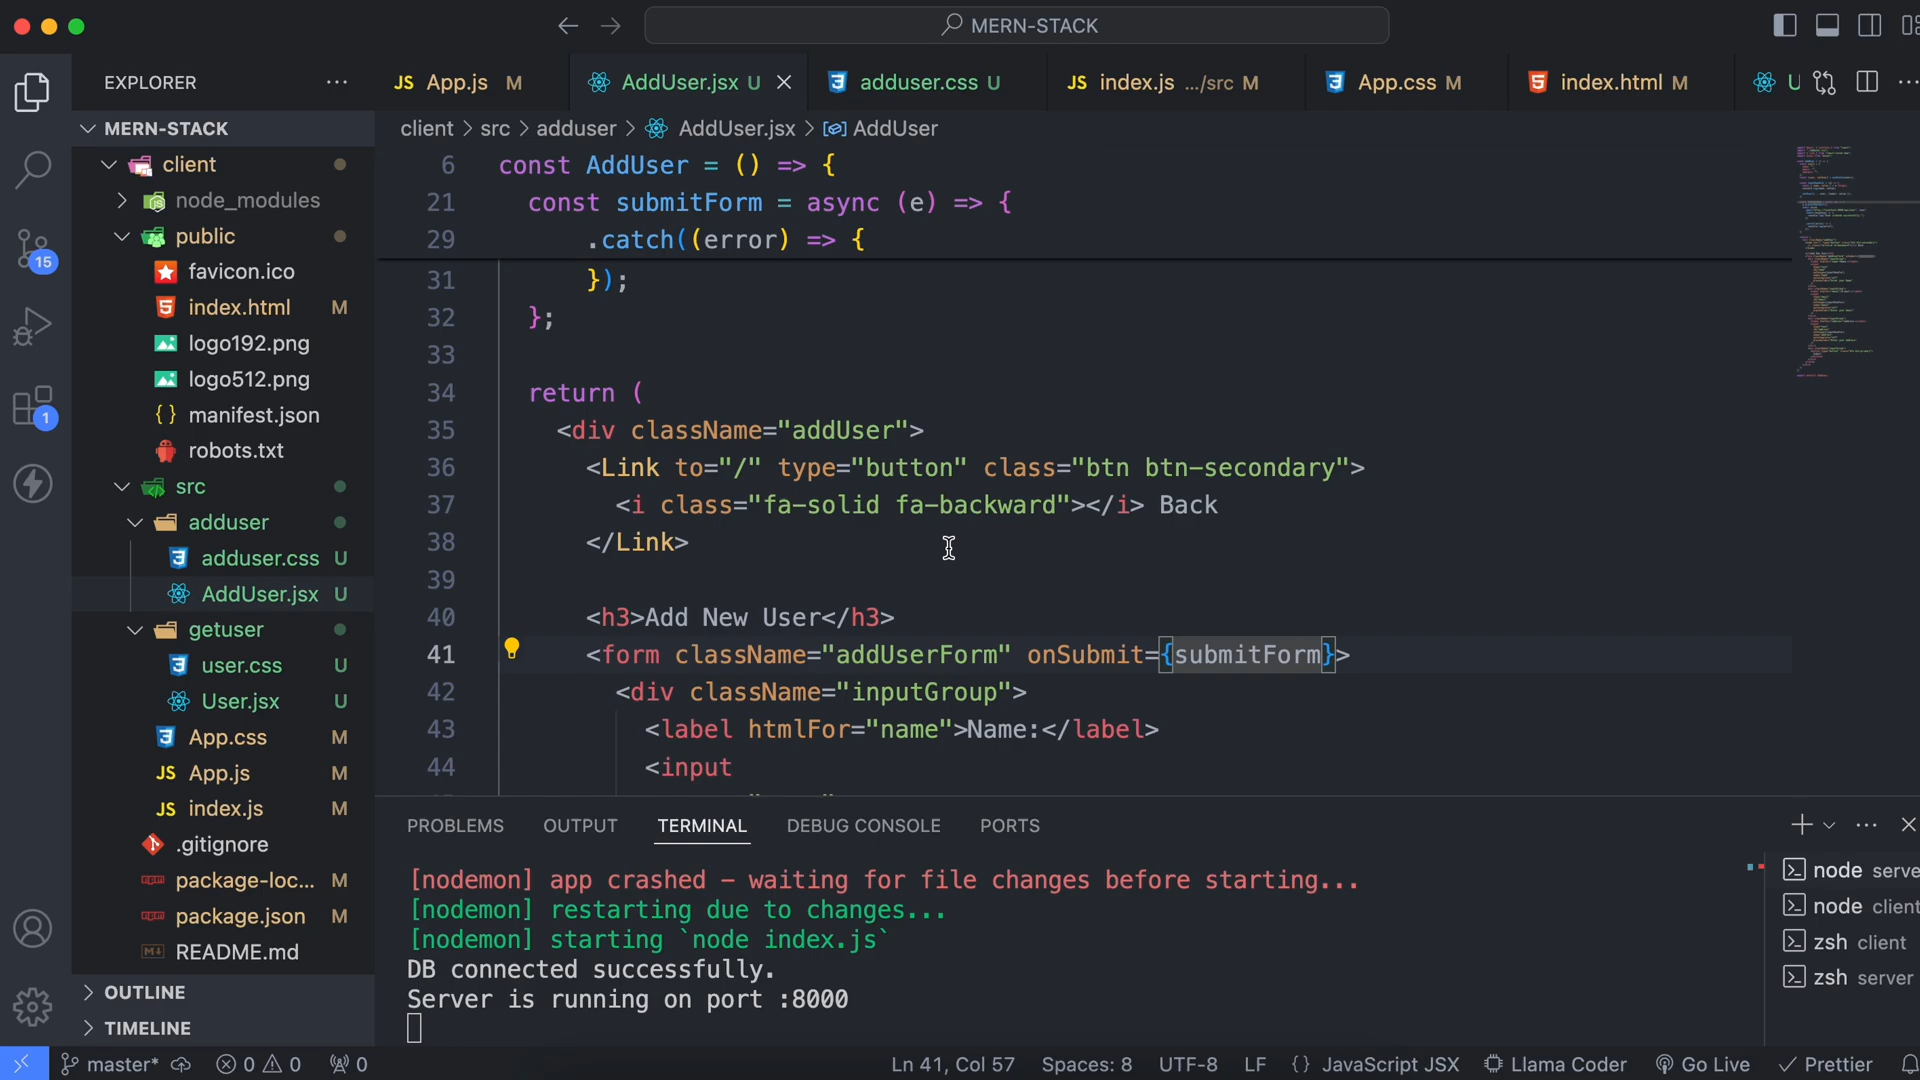 MERN-STACK
EXPLORER ···
JS App.js M
AddUser.jsx U
adduser.css U
JS index.js .../src M
App.css M
index.html M
U
MERN-STACK
client > src > adduser > AddUser.jsx > AddUser
client
node_modules
public
favicon.ico
index.html M
logo192.png
logo512.png
{ } manifest.json
robots.txt
src
adduser
adduser.css U
AddUser.jsx U
getuser
user.css U
User.jsx U
App.css M
JS App.js M
JS index.js M
.gitignore
package-loc... M
package.json M
README.md
OUTLINE
TIMELINE
15
1
6 const AddUser = () => {
21 const submitForm = async (e) => {
29 .catch((error) => {
31 });
32 };
33
34 return (
35 <div className="addUser">
36 <Link to="/" type="button" class="btn btn-secondary">
37 <i class="fa-solid fa-backward"></i> Back
38 </Link>
39
40 <h3>Add New User</h3>
41 <form className="addUserForm" onSubmit={submitForm}>
42 <div className="inputGroup">
43 <label htmlFor="name">Name:</label>
44 <input
PROBLEMS OUTPUT TERMINAL DEBUG CONSOLE PORTS
[nodemon] app crashed - waiting for file changes before starting...
[nodemon] restarting due to changes...
[nodemon] starting `node index.js`
DB connected successfully.
Server is running on port :8000
node serve
node client
zsh client
zsh server
master* 0 0 0 Ln 41, Col 57 Spaces: 8 UTF-8 LF {} JavaScript JSX Llama Coder Go Live Prettier